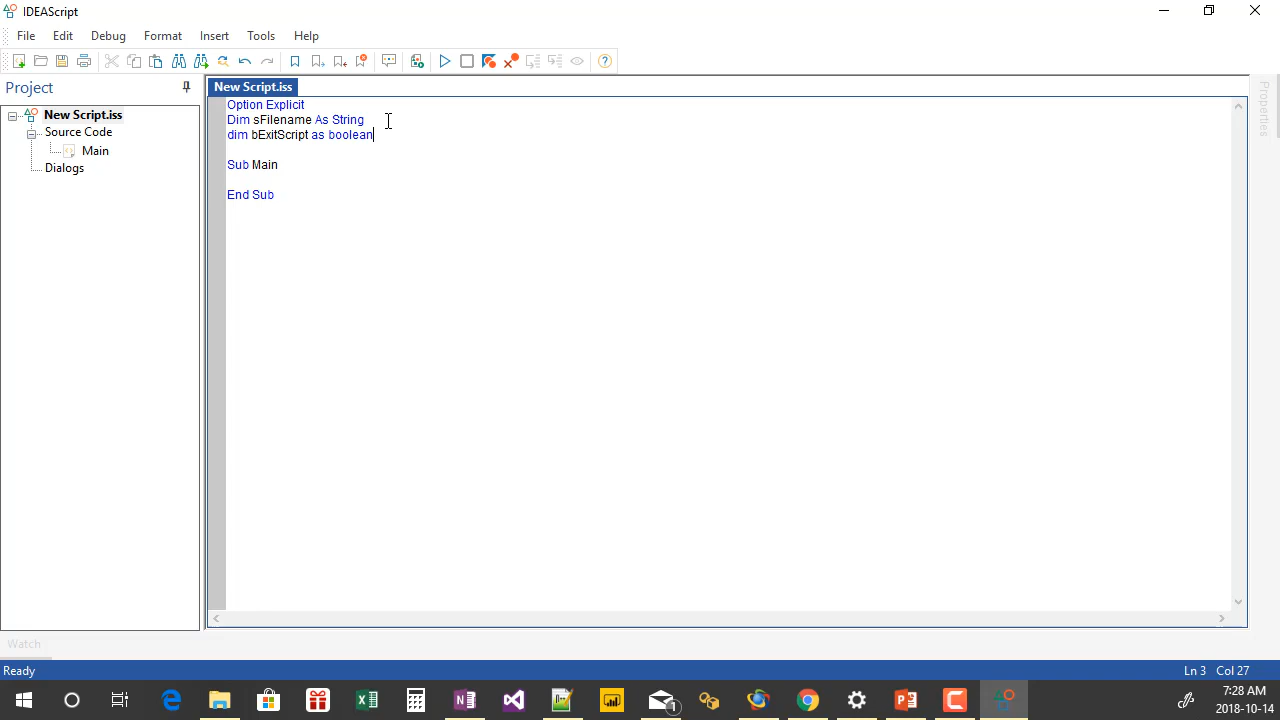 IDEAScript
File Edit Debug Format Insert Tools Help
Project
New Script.iss
Source Code
Main
Dialogs
New Script.iss
Option Explicit
Dim sFilename As String
dim bExitScript as boolean
Sub Main
End Sub
Properties
Watch
Ready
Ln 3 Col 27
1
7:28 AM
2018-10-14